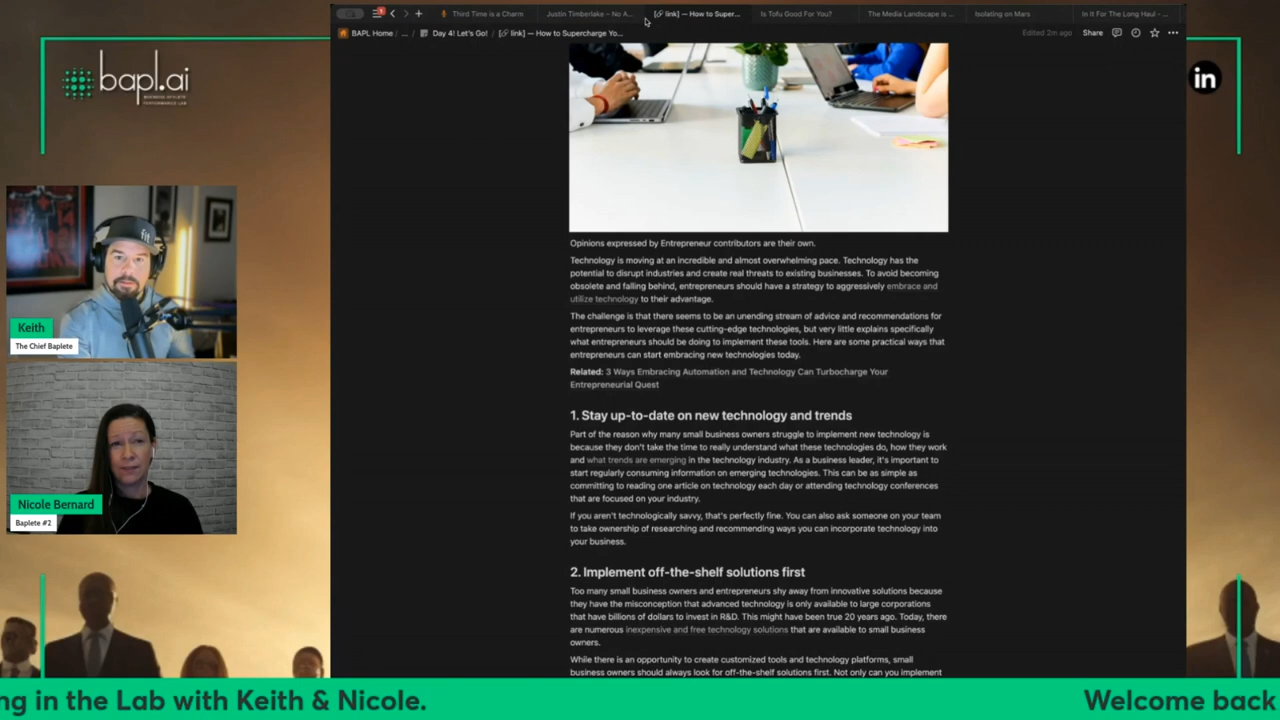 Third Time is a Charm
Justin Timberlake – No A...
[link] — How to Super...
Is Tofu Good For You?
The Media Landscape is ...
Isolating on Mars
In It For The Long Haul - ...
BAPL Home / ... / Day 4! Let's Go! / [link] — How to Supercharge Yo...
Edited 2m ago
Share
bapl.ai
in
fit
Keith
The Chief Baplete
Nicole Bernard
Baplete #2
Opinions expressed by Entrepreneur contributors are their own.
Technology is moving at an incredible and almost overwhelming pace. Technology has the
potential to disrupt industries and create real threats to existing businesses. To avoid becoming
obsolete and falling behind, entrepreneurs should have a strategy to aggressively embrace and
utilize technology to their advantage.
The challenge is that there seems to be an unending stream of advice and recommendations for
entrepreneurs to leverage these cutting-edge technologies, but very little explains specifically
what entrepreneurs should be doing to implement these tools. Here are some practical ways that
entrepreneurs can start embracing new technologies today.
Related: 3 Ways Embracing Automation and Technology Can Turbocharge Your
Entrepreneurial Quest
1. Stay up-to-date on new technology and trends
Part of the reason why many small business owners struggle to implement new technology is
because they don't take the time to really understand what these technologies do, how they work
and what trends are emerging in the technology industry. As a business leader, it's important to
start regularly consuming information on emerging technologies. This can be as simple as
committing to reading one article on technology each day or attending technology conferences
that are focused on your industry.
If you aren't technologically savvy, that's perfectly fine. You can also ask someone on your team
to take ownership of researching and recommending ways you can incorporate technology into
your business.
2. Implement off-the-shelf solutions first
Too many small business owners and entrepreneurs shy away from innovative solutions because
they have the misconception that advanced technology is only available to large corporations
that have billions of dollars to invest in R&D. This might have been true 20 years ago. Today, there
are numerous inexpensive and free technology solutions that are available to small business
owners.
While there is an opportunity to create customized tools and technology platforms, small
business owners should always look for off-the-shelf solutions first. Not only can you implement
ng in the Lab with Keith & Nicole.
Welcome back